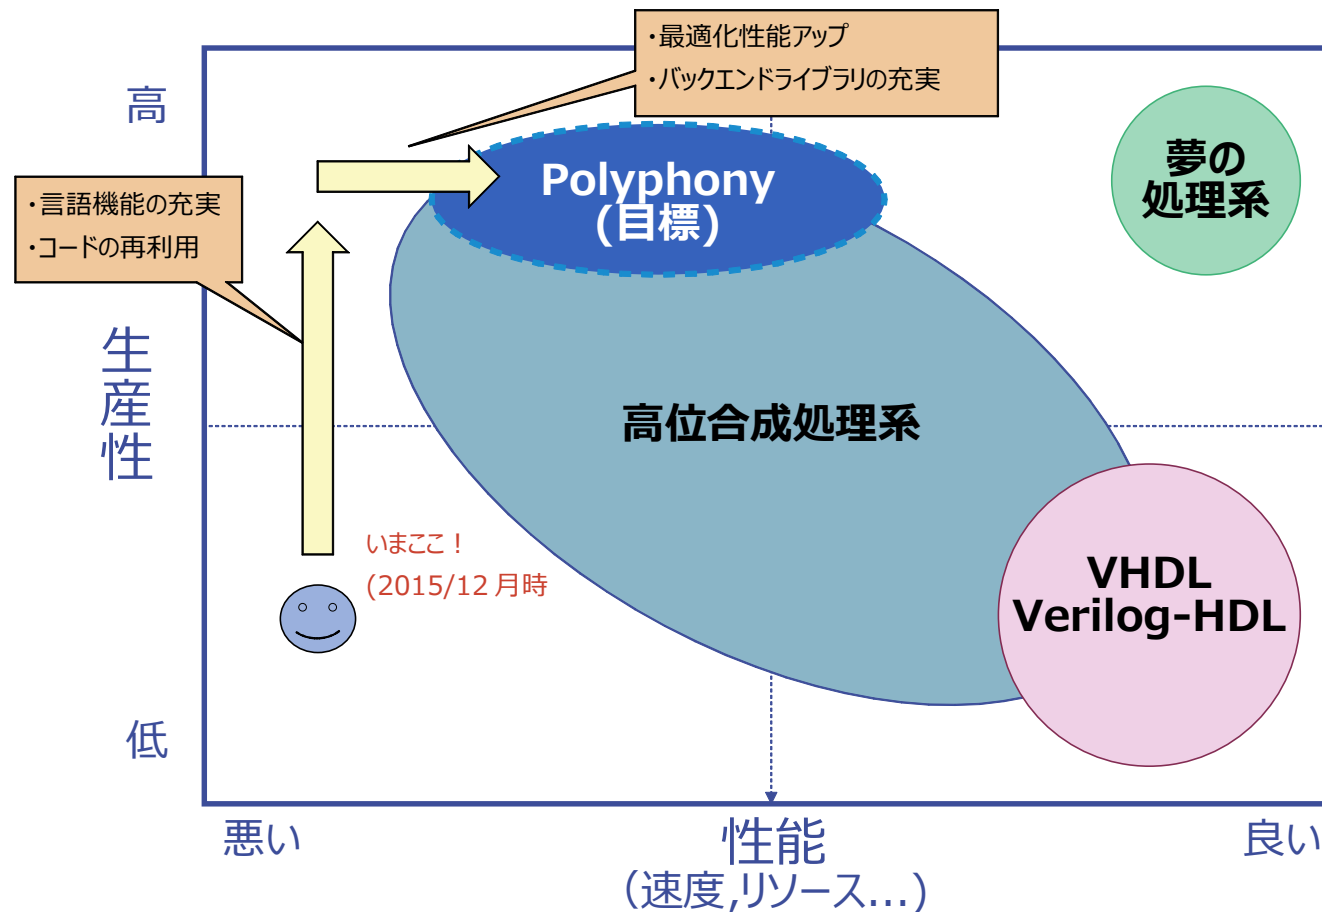 ・最適化性能アップ
・バックエンドライブラリの充実
高
夢の
処理系
Polyphony
(目標)
・言語機能の充実
・コードの再利用
生産性
高位合成処理系
いまここ！
(2015/12 月時
VHDL
Verilog-HDL
低
悪い
性能
良い
（速度,リソース...）